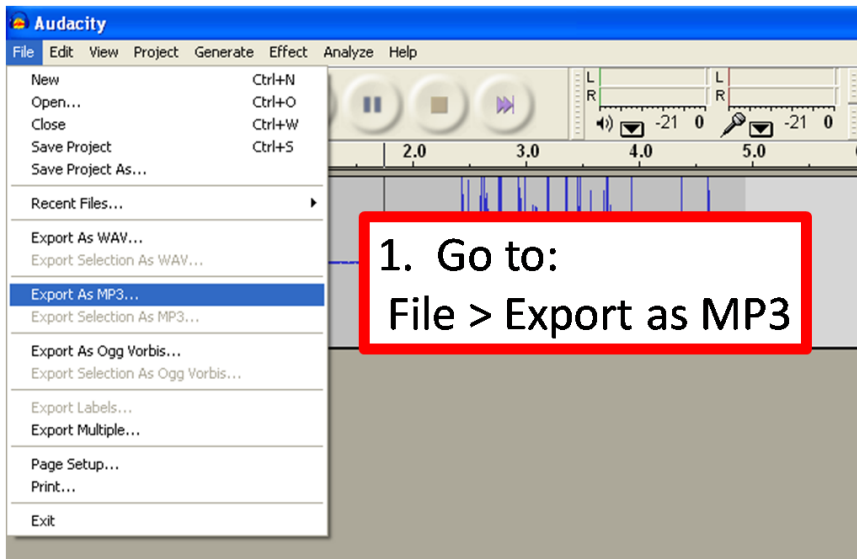 Audacity
File Edit View Project Generate Effect Analyze Help
New Ctrl+N
Open... Ctrl+O
Close Ctrl+W
Save Project Ctrl+S
Save Project As...
Recent Files...
Export As WAV...
Export Selection As WAV...
Export As MP3...
Export Selection As MP3...
Export As Ogg Vorbis...
Export Selection As Ogg Vorbis...
Export Labels...
Export Multiple...
Page Setup...
Print...
Exit
L L
R R
-21 0 -21 0
2.0 3.0 4.0 5.0
1. Go to:
File > Export as MP3